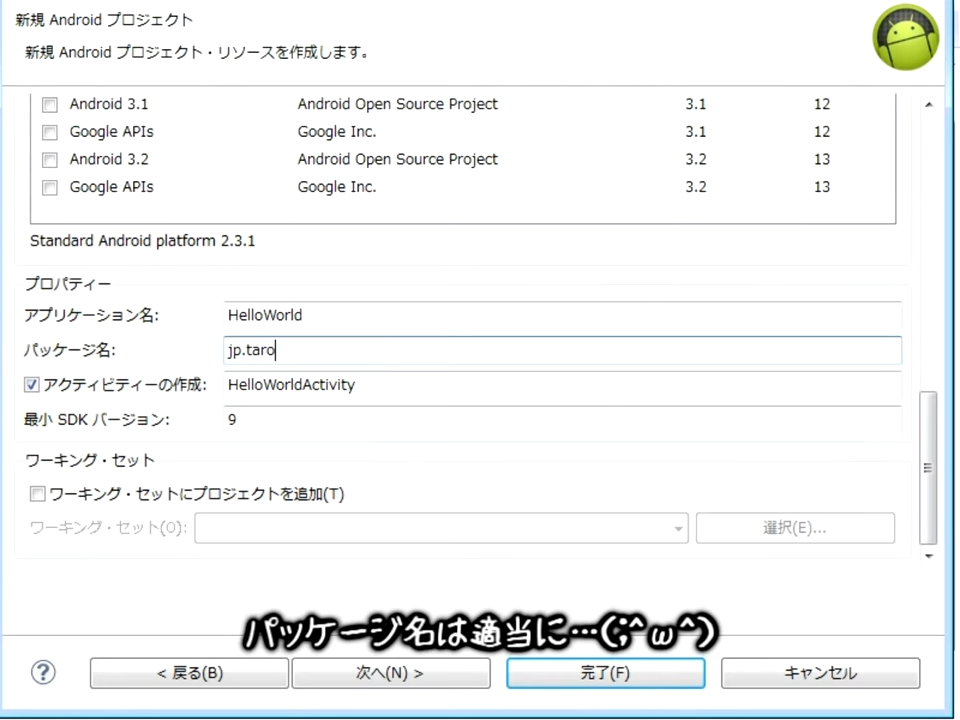 新規 Android プロジェクト
新規 Android プロジェクト・リソースを作成します。
Android 3.1 Android Open Source Project 3.1 12
Google APIs Google Inc. 3.1 12
Android 3.2 Android Open Source Project 3.2 13
Google APIs Google Inc. 3.2 13
Standard Android platform 2.3.1
プロパティー
アプリケーション名: HelloWorld
パッケージ名: jp.taro
アクティビティーの作成: HelloWorldActivity
最小 SDK バージョン: 9
ワーキング・セット
ワーキング・セットにプロジェクトを追加(T)
ワーキング・セット(O): 選択(E)...
パッケージ名は適当に…(;^ω^)
? < 戻る(B) 次へ(N) > 完了(F) キャンセル